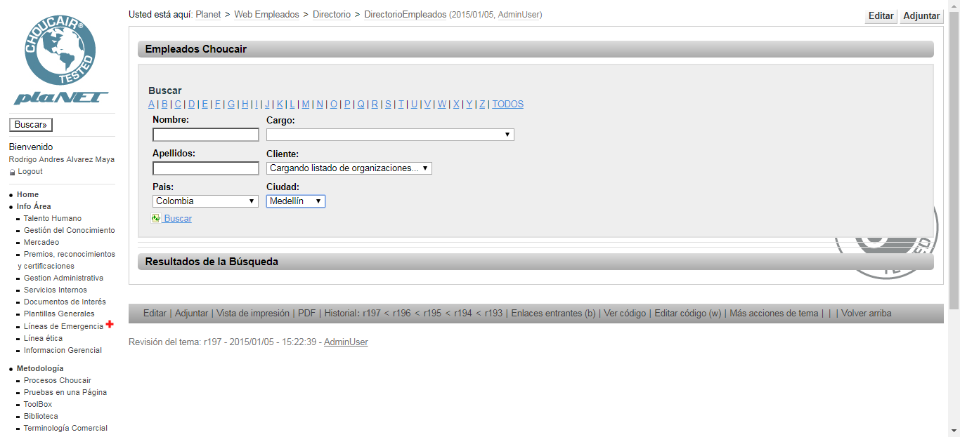 CHOUCAIR
TESTED
plaNET
Buscar»
Bienvenido
Rodrigo Andres Alvarez Maya
Logout
Home
Info Área
Talento Humano
Gestión del Conocimiento
Mercadeo
Premios, reconocimientos
y certificaciones
Gestion Administrativa
Servicios Internos
Documentos de Interés
Plantillas Generales
Líneas de Emergencia
Línea ética
Informacion Gerencial
Metodología
Procesos Choucair
Pruebas en una Página
ToolBox
Biblioteca
Terminología Comercial
Usted está aquí: Planet > Web Empleados > Directorio > DirectorioEmpleados (2015/01/05, AdminUser)
Editar Adjuntar
Empleados Choucair
Buscar
A | B | C | D | E | F | G | H | I | J | K | L | M | N | O | P | Q | R | S | T | U | V | W | X | Y | Z | TODOS
Nombre: Cargo:
Apellidos: Cliente:
Cargando listado de organizaciones...
Pais: Ciudad:
Colombia Medellín
Buscar
TED
Resultados de la Búsqueda
Editar | Adjuntar | Vista de impresión | PDF | Historial: r197 < r196 < r195 < r194 < r193 | Enlaces entrantes (b) | Ver código | Editar código (w) | Más acciones de tema | | | Volver arriba
Revisión del tema: r197 - 2015/01/05 - 15:22:39 - AdminUser